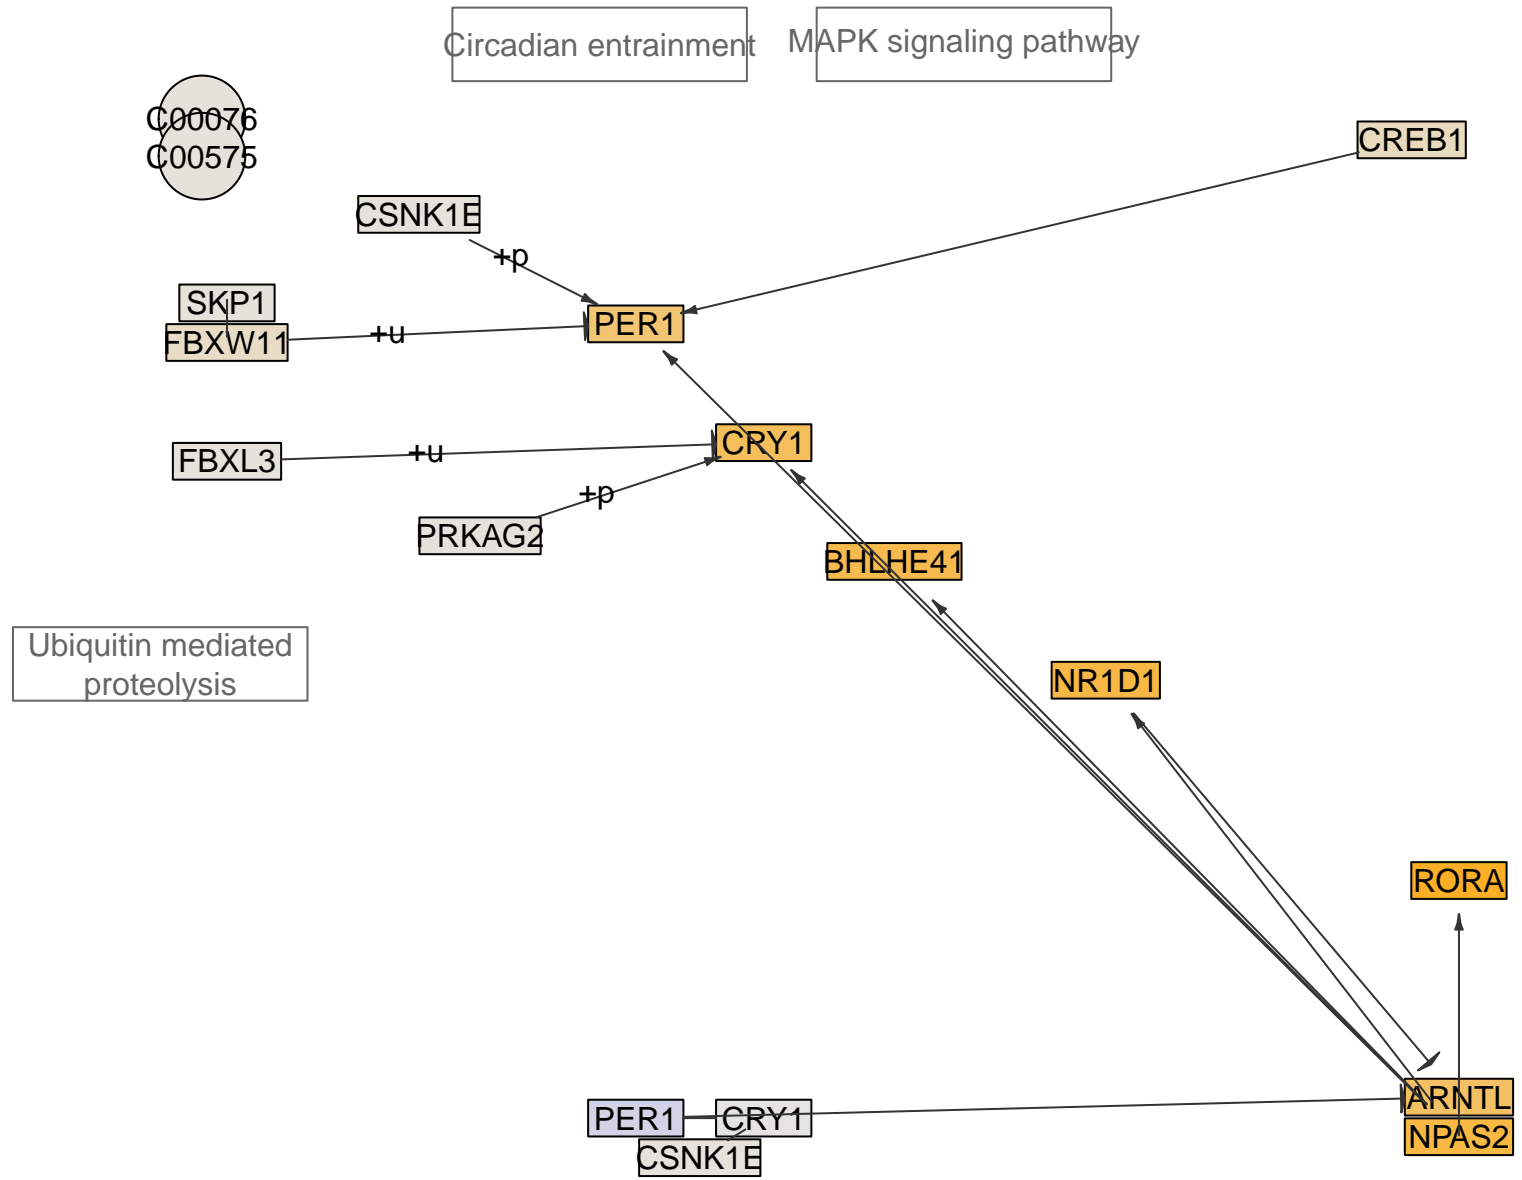 Circadian entrainment
MAPK signaling pathway
C00076
C00575
CREB1
CSNK1E
+p
SKP1
FBXW11
+u
PER1
FBXL3
+u
CRY1
+p
PRKAG2
BHLHE41
Ubiquitin mediated
proteolysis
NR1D1
RORA
PER1
CRY1
CSNK1E
ARNTL
NPAS2